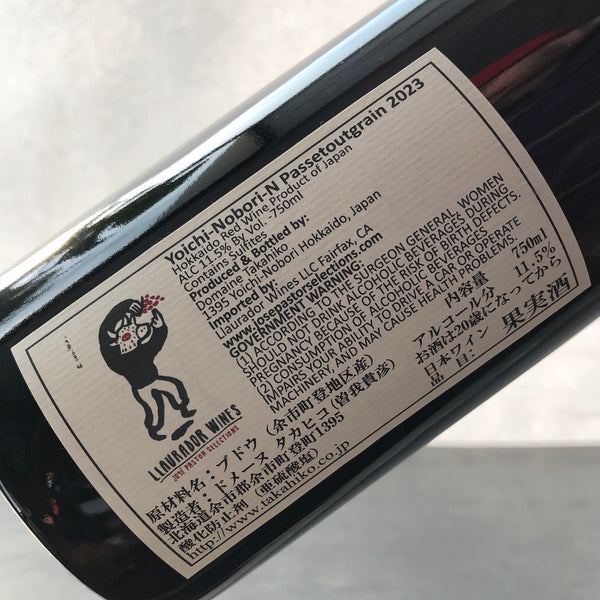 Yoichi-Nobori-N Passetoutgrain 2023
Hokkaido Red Wine Product of Japan
ALC 11.5% By Vol. -750ml
Contains Sulfites
Produced & Bottled by:
Domaine Takahiko
1395 Yoichi Nobori Hokkaido, Japan
Imported by:
Llaurador Wines LLC Fairfax, CA
www.josepastorselections.com
GOVERNMENT WARNING:
(1) ACCORDING TO THE SURGEON GENERAL, WOMEN
SHOULD NOT DRINK ALCOHOLIC BEVERAGES DURING
PREGNANCY BECAUSE OF THE RISK OF BIRTH DEFECTS.
(2) CONSUMPTION OF ALCOHOLIC BEVERAGES
IMPAIRS YOUR ABILITY TO DRIVE A CAR OR OPERATE
MACHINERY, AND MAY CAUSE HEALTH PROBLEMS.
LLAURADOR WINES
JOSE PASTOR SELECTIONS
原材料名：ブドウ (余市町登地区産)
製造者：ドメーヌ タカヒコ (曽我貴彦)
北海道余市郡余市町登町1395
酸化防止剤 (亜硫酸塩)
http://www.takahiko.co.jp
内容量 750ml
アルコール分 11.5%
お酒は20歳になってから
日本ワイン
品目: 果実酒